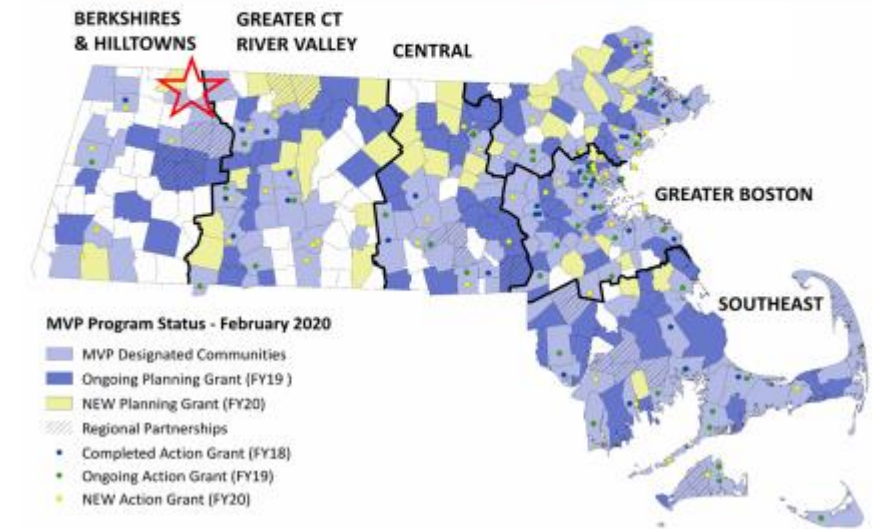 BERKSHIRES
& HILLTOWNS
GREATER CT
RIVER VALLEY
CENTRAL
GREATER BOSTON
SOUTHEAST
MVP Program Status - February 2020
MVP Designated Communities
Ongoing Planning Grant (FY19 )
NEW Planning Grant (FY20)
Regional Partnerships
Completed Action Grant (FY18)
Ongoing Action Grant (FY19)
NEW Action Grant (FY20)